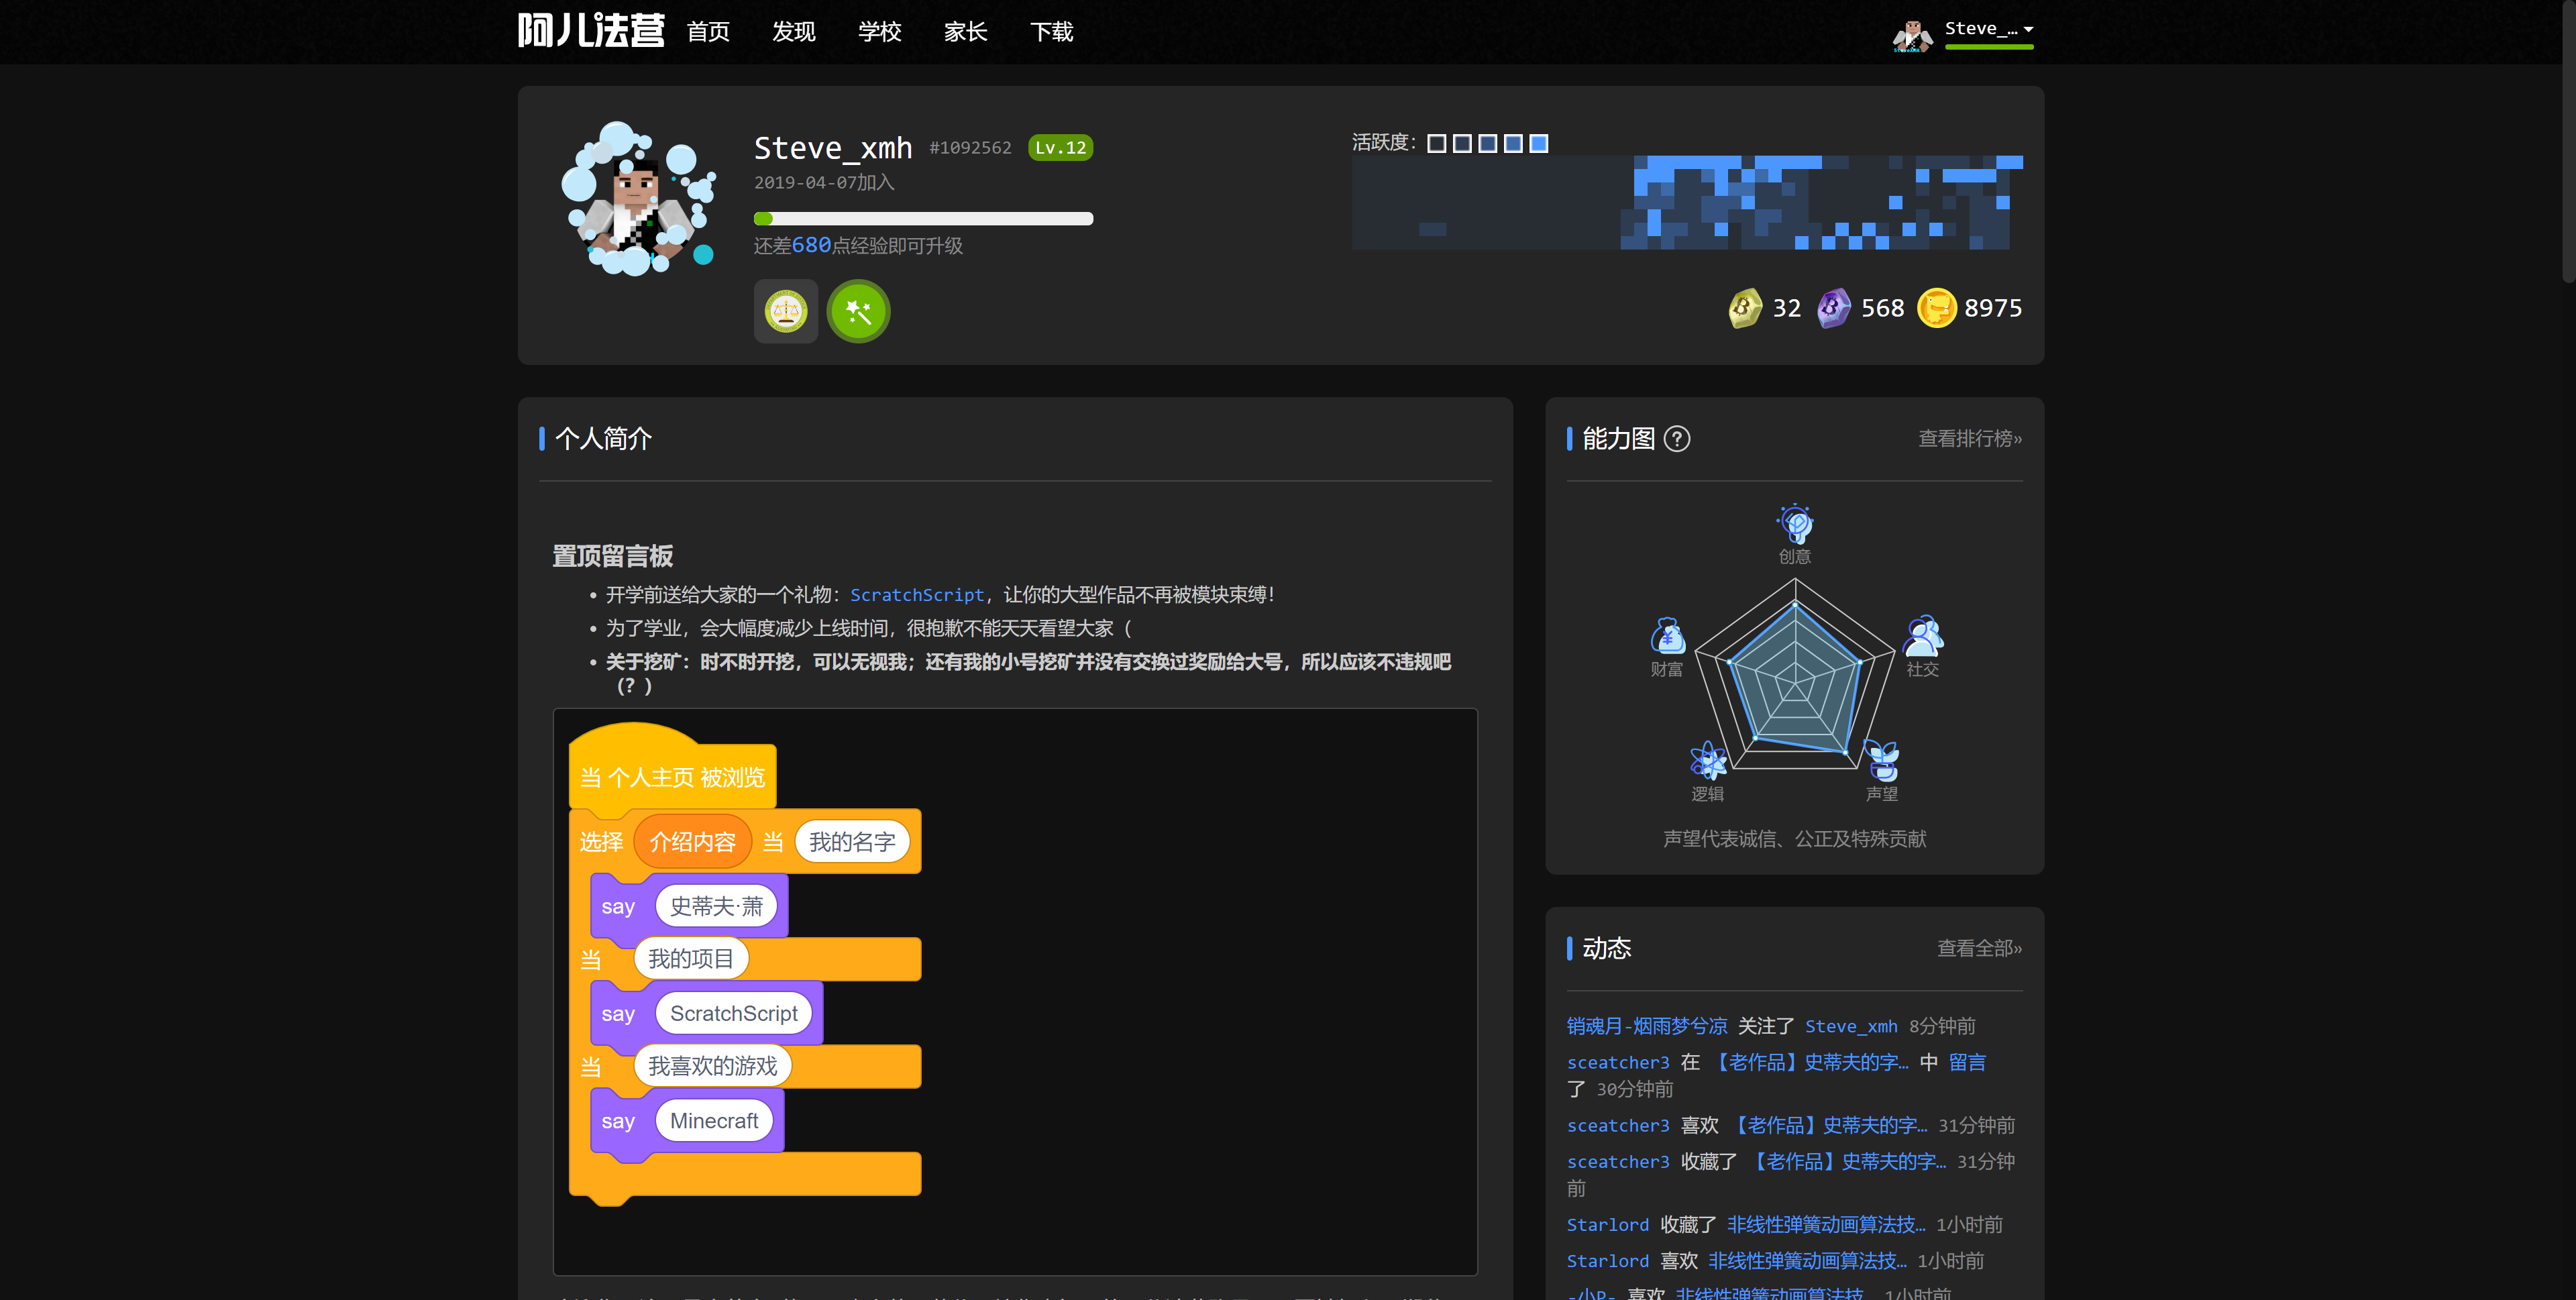 阿儿法营 首页 发现 学校 家长 下载
Steve_...
Steve_xmh #1092562 Lv.12
2019-04-07加入
还差680点经验即可升级
活跃度：
32 568 8975
个人简介
置顶留言板
开学前送给大家的一个礼物：ScratchScript，让你的大型作品不再被模块束缚！
为了学业，会大幅度减少上线时间，很抱歉不能天天看望大家（
关于挖矿：时不时开挖，可以无视我；还有我的小号挖矿并没有交换过奖励给大号，所以应该不违规吧
（？）
当 个人主页 被浏览
选择 介绍内容 当 我的名字
say 史蒂夫·萧
当 我的项目
say ScratchScript
当 我喜欢的游戏
say Minecraft
能力图 ? 查看排行榜»
创意
财富
社交
逻辑
声望
声望代表诚信、公正及特殊贡献
动态 查看全部»
销魂月-烟雨梦兮凉 关注了 Steve_xmh 8分钟前
sceatcher3 在 【老作品】史蒂夫的字... 中 留言
了 30分钟前
sceatcher3 喜欢 【老作品】史蒂夫的字... 31分钟前
sceatcher3 收藏了 【老作品】史蒂夫的字... 31分钟
前
Starlord 收藏了 非线性弹簧动画算法技... 1小时前
Starlord 喜欢 非线性弹簧动画算法技... 1小时前
-小P- 喜欢 非线性弹簧动画算法技... 1小时前